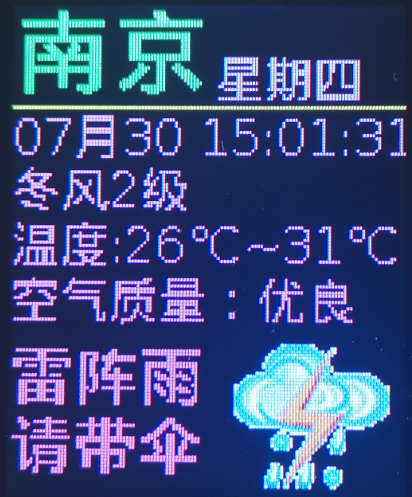 南京 星期四
07月30 15:01:31
冬风2级
温度:26℃~31℃
空气质量：优良
雷阵雨
请带伞